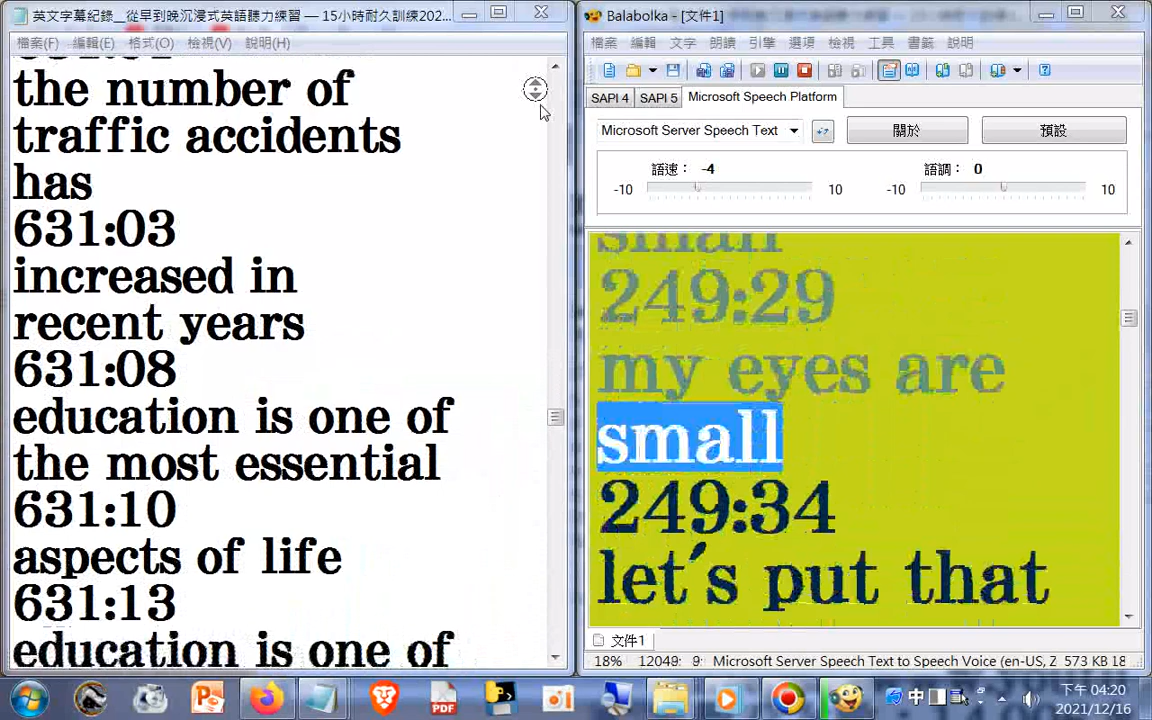 英文字幕紀錄__從早到晚沉浸式英語聽力練習 — 15小時耐久訓練202...
檔案(F) 編輯(E) 格式(O) 檢視(V) 說明(H)
the number of
traffic accidents
has
631:03
increased in
recent years
631:08
education is one of
the most essential
631:10
aspects of life
631:13
education is one of
Balabolka - [文件1]
檔案 編輯 文字 朗讀 引擎 選項 檢視 工具 書籤 說明
SAPI 4 SAPI 5 Microsoft Speech Platform
Microsoft Server Speech Text 關於 預設
語速： -4 語調： 0
-10 10 -10 10
small
249:29
my eyes are
small
249:34
let's put that
文件1
18% 12049: 9: Microsoft Server Speech Text to Speech Voice (en-US, Z 573 KB 18
PDF 中 下午 04:20
2021/12/16